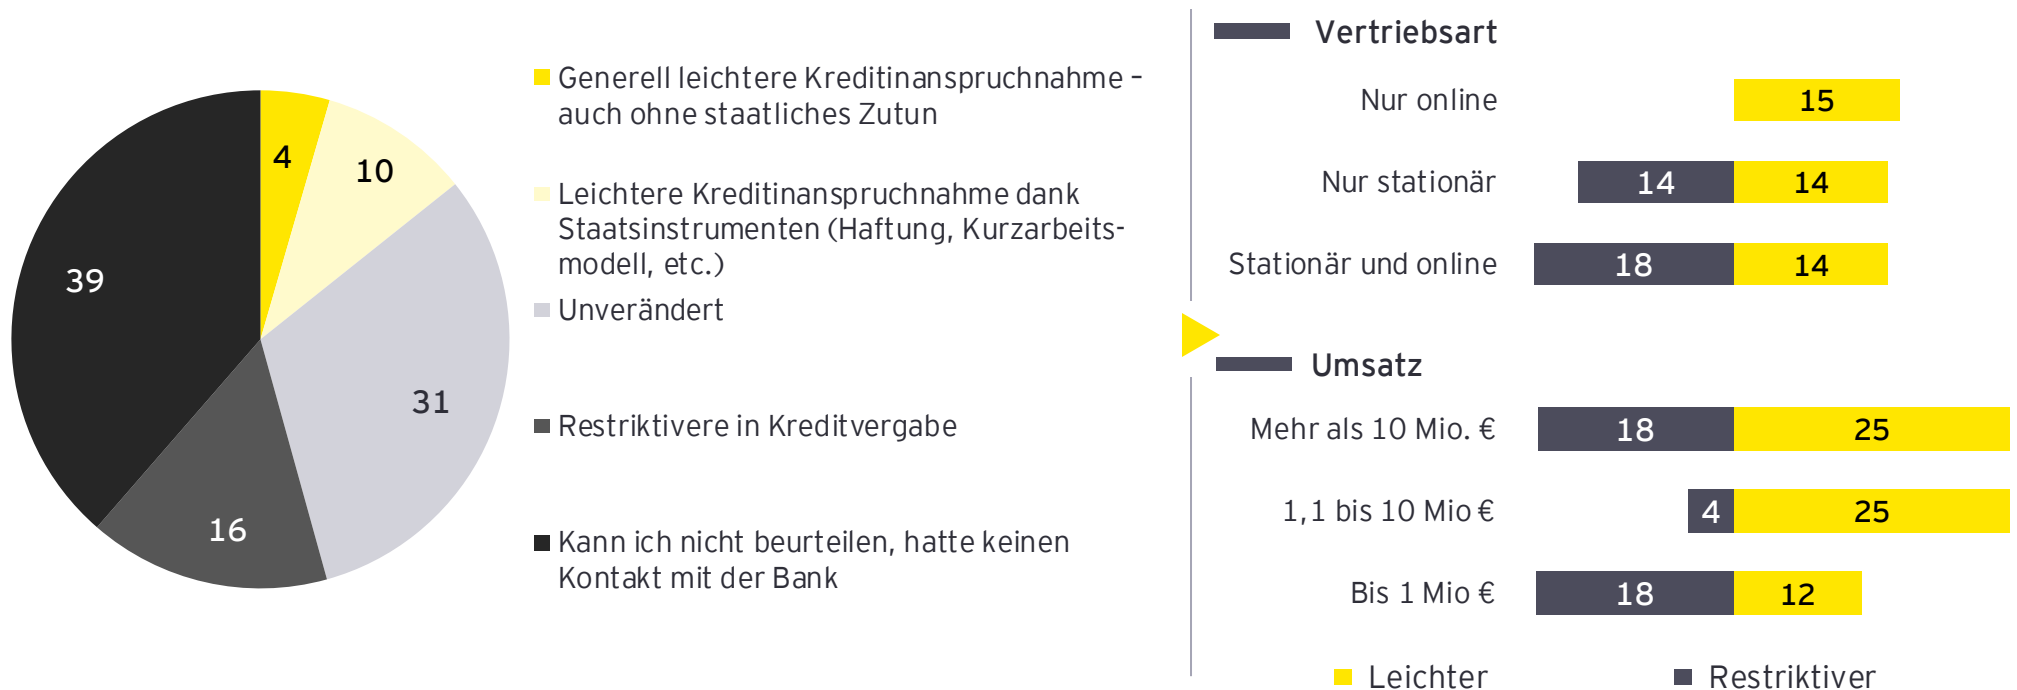 4
10
31
16
39
Generell leichtere Kreditinanspruchnahme –
auch ohne staatliches Zutun
Leichtere Kreditinanspruchnahme dank
Staatsinstrumenten (Haftung, Kurzarbeits-
modell, etc.)
Unverändert
Restriktivere in Kreditvergabe
Kann ich nicht beurteilen, hatte keinen
Kontakt mit der Bank
Vertriebsart
Nur online 15
Nur stationär 14 14
Stationär und online 18 14
Umsatz
Mehr als 10 Mio. € 18 25
1,1 bis 10 Mio € 4 25
Bis 1 Mio € 18 12
Leichter Restriktiver